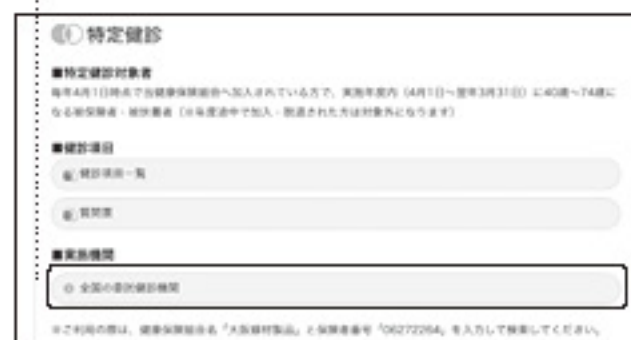 特定健診
■特定健診対象者
毎年4月1日時点で当健康保険組合へ加入されている方で、実施年度内（4月1日～翌年3月31日）に40歳～74歳に
なる被保険者・被扶養者（※年度途中で加入・脱退された方は対象外になります）
■健診項目
健診項目一覧
質問票
■実施機関
全国の委託健診機関
※ご利用の際は、健康保険組合名「大阪線材製品」と保険者番号「06272264」を入力して検索してください。